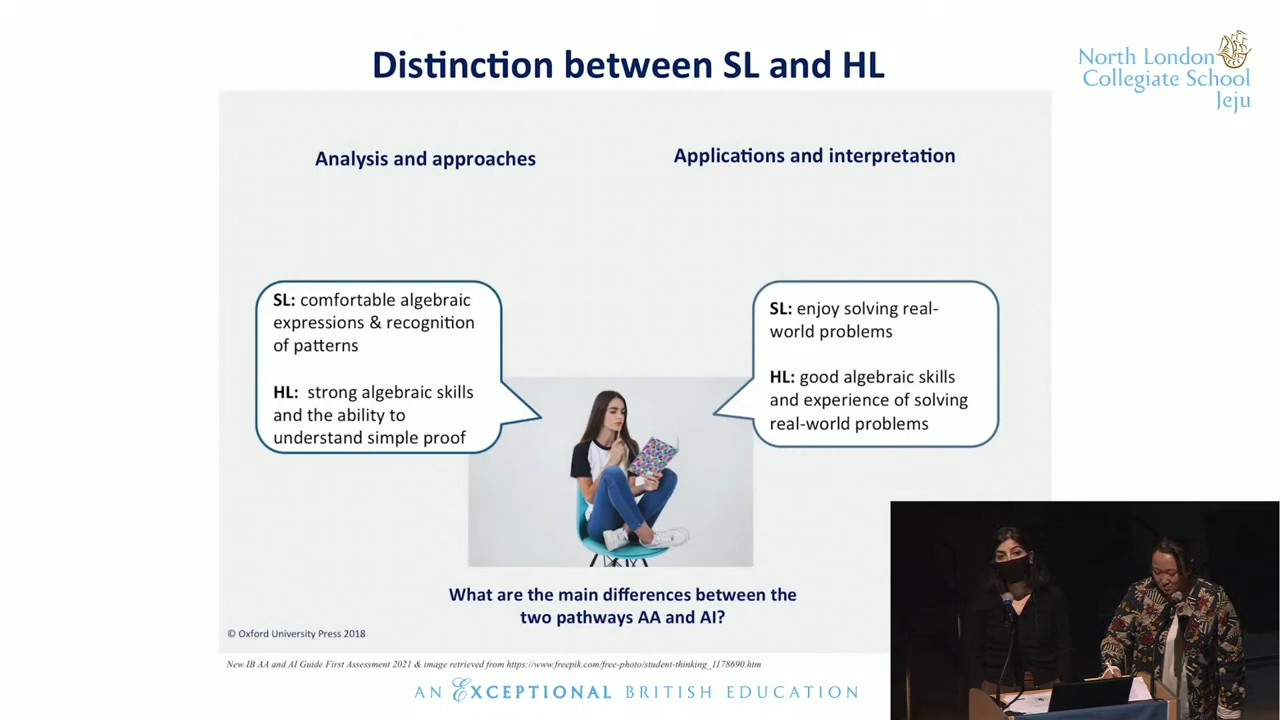 Distinction between SL and HL
North London
Collegiate School
Jeju
Analysis and approaches
Applications and interpretation
SL: comfortable algebraic
expressions & recognition
of patterns
HL: strong algebraic skills
and the ability to
understand simple proof
SL: enjoy solving real-
world problems
HL: good algebraic skills
and experience of solving
real-world problems
What are the main differences between the
two pathways AA and AI?
© Oxford University Press 2018
New IB AA and AI Guide First Assessment 2021 & image retrieved from https://www.freepik.com/free-photo/student-thinking_1178690.htm
AN EXCEPTIONAL BRITISH EDUCATION